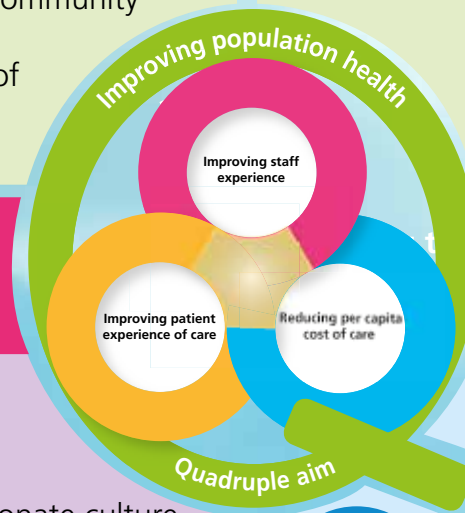 ommunity
of
Improving population health
Improving staff
experience
Improving patient
experience of care
Reducing per capita
cost of care
Quadruple aim
onate culture